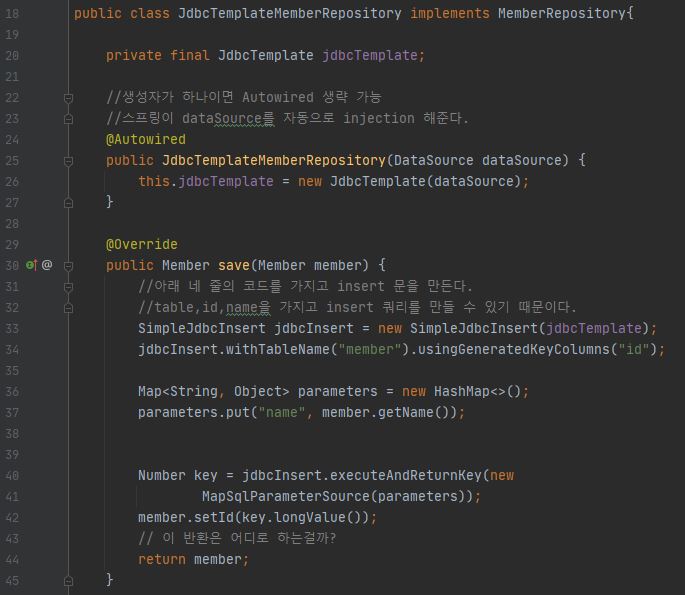 18 public class JdbcTemplateMemberRepository implements MemberRepository{
19
20 private final JdbcTemplate jdbcTemplate;
21
22 //생성자가 하나이면 Autowired 생략 가능
23 //스프링이 dataSource를 자동으로 injection 해준다.
24 @Autowired
25 public JdbcTemplateMemberRepository(DataSource dataSource) {
26 this.jdbcTemplate = new JdbcTemplate(dataSource);
27 }
28
29 @Override
30 @ public Member save(Member member) {
31 //아래 네 줄의 코드를 가지고 insert 문을 만든다.
32 //table,id,name을 가지고 insert 쿼리를 만들 수 있기 때문이다.
33 SimpleJdbcInsert jdbcInsert = new SimpleJdbcInsert(jdbcTemplate);
34 jdbcInsert.withTableName("member").usingGeneratedKeyColumns("id");
35
36 Map<String, Object> parameters = new HashMap<>();
37 parameters.put("name", member.getName());
38
39
40 Number key = jdbcInsert.executeAndReturnKey(new
41 MapSqlParameterSource(parameters));
42 member.setId(key.longValue());
43 // 이 반환은 어디로 하는걸까?
44 return member;
45 }